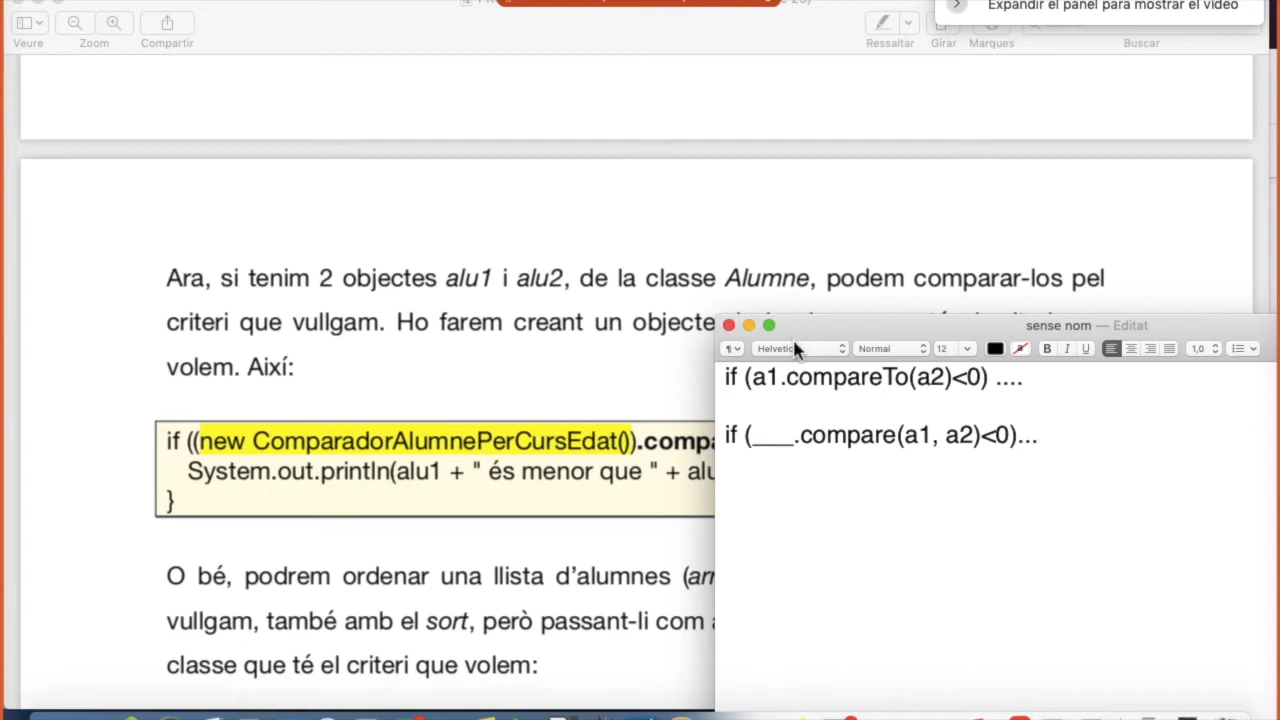 Expandir el panel para mostrar el vídeo
Veure
Zoom
Compartir
Ressaltar
Girar
Marques
Buscar
Ara, si tenim 2 objectes alu1 i alu2, de la classe Alumne, podem comparar-los pel
criteri que vullgam. Ho farem creant un objecte
volem. Així:
if ((new ComparadorAlumnePerCursEdat()).compa
System.out.println(alu1 + " és menor que " + alu
}
O bé, podrem ordenar una llista d'alumnes (arr
vullgam, també amb el sort, però passant-li com a
classe que té el criteri que volem:
sense nom — Editat
Helvetic
Normal
12
B I U
1,0
if (a1.compareTo(a2)<0) ....
if (___.compare(a1, a2)<0)...